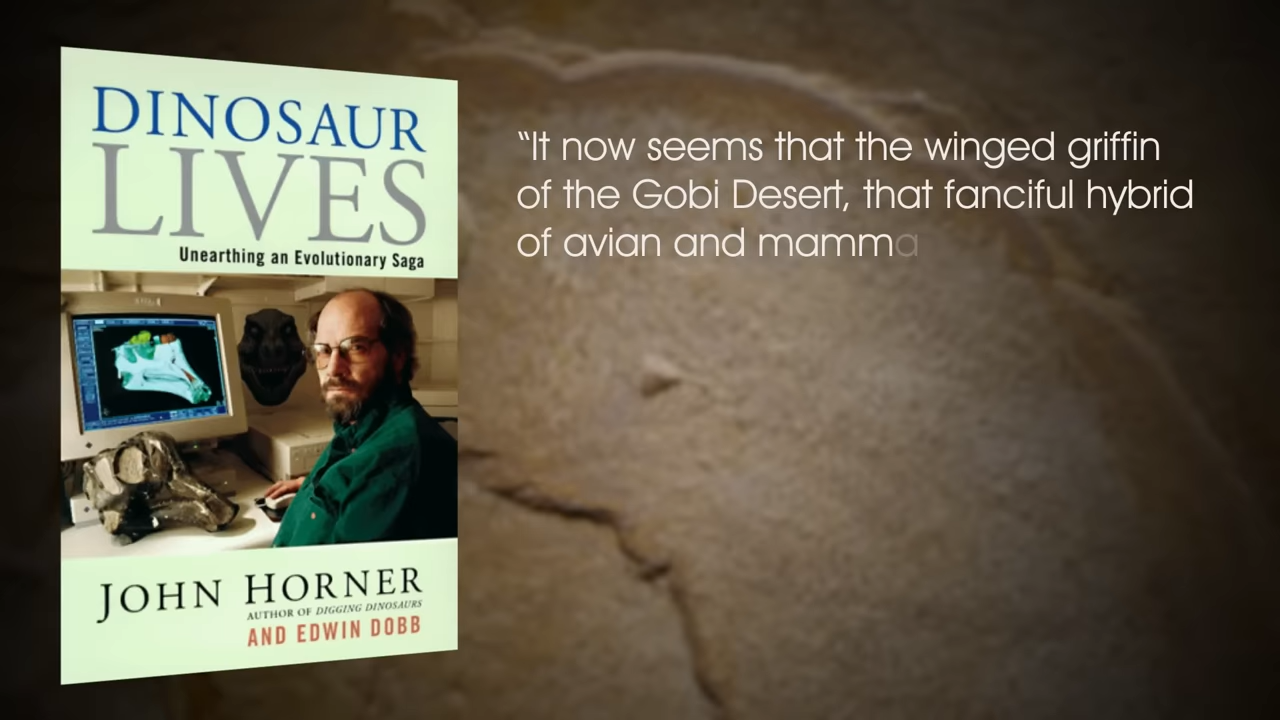 DINOSAUR
LIVES
Unearthing an Evolutionary Saga
JOHN HORNER
AUTHOR OF DIGGING DINOSAURS
AND EDWIN DOBB
“It now seems that the winged griffin
of the Gobi Desert, that fanciful hybrid
of avian and mamma